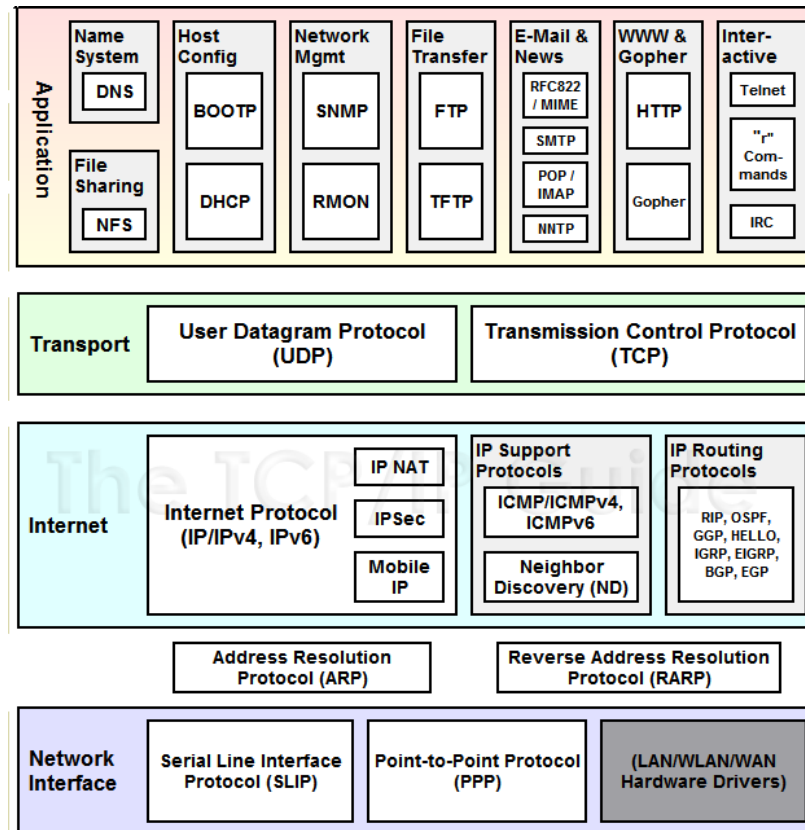 Application
Name
System
DNS
File
Sharing
NFS
Host
Config
BOOTP
DHCP
Network
Mgmt
SNMP
RMON
File
Transfer
FTP
TFTP
E-Mail &
News
RFC822
/ MIME
SMTP
POP /
IMAP
NNTP
WWW &
Gopher
HTTP
Gopher
Inter-
active
Telnet
"r"
Com-
mands
IRC
Transport
User Datagram Protocol
(UDP)
Transmission Control Protocol
(TCP)
The TCP/IP Guide
Internet
Internet Protocol
(IP/IPv4, IPv6)
IP NAT
IPSec
Mobile
IP
IP Support
Protocols
ICMP/ICMPv4,
ICMPv6
Neighbor
Discovery (ND)
IP Routing
Protocols
RIP, OSPF,
GGP, HELLO,
IGRP, EIGRP,
BGP, EGP
Address Resolution
Protocol (ARP)
Reverse Address Resolution
Protocol (RARP)
Network
Interface
Serial Line Interface
Protocol (SLIP)
Point-to-Point Protocol
(PPP)
(LAN/WLAN/WAN
Hardware Drivers)